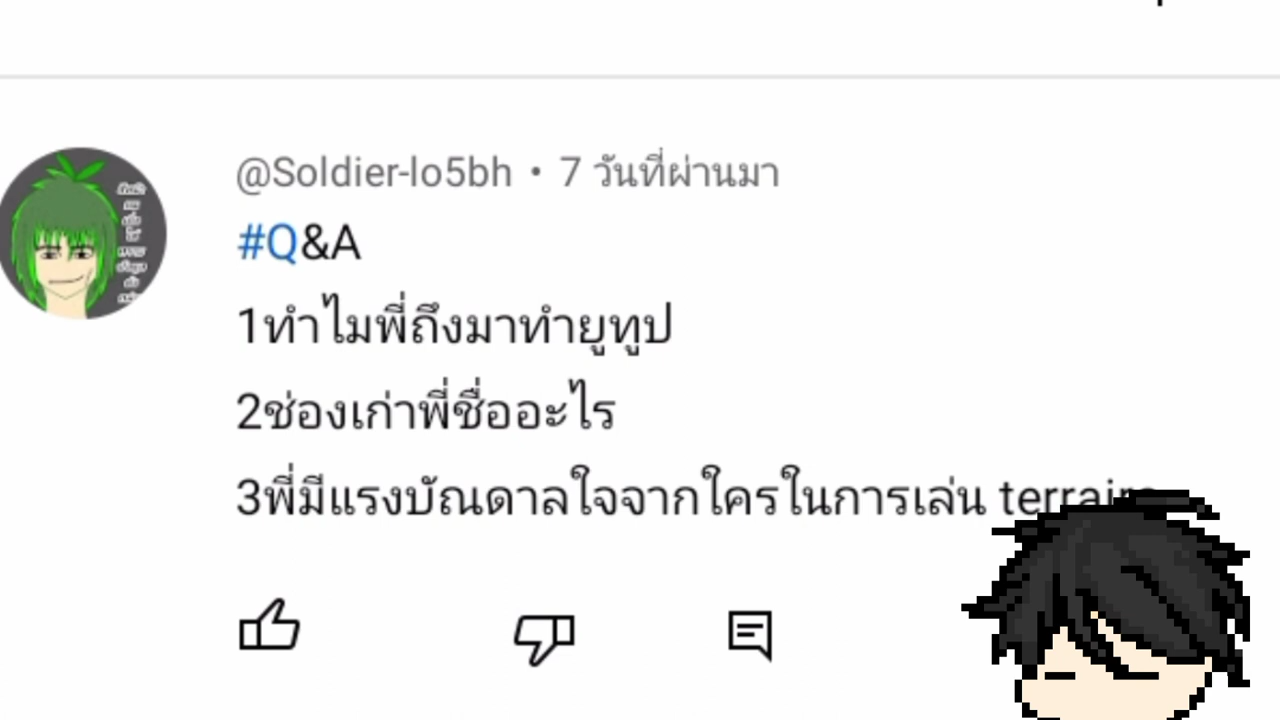 @Soldier-lo5bh • 7 วันที่ผ่านมา
#Q&A
1ทำไมพี่ถึงมาทำยูทูป
2ช่องเก่าพี่ชื่ออะไร
3พี่มีแรงบัณดาลใจจากใครในการเล่น